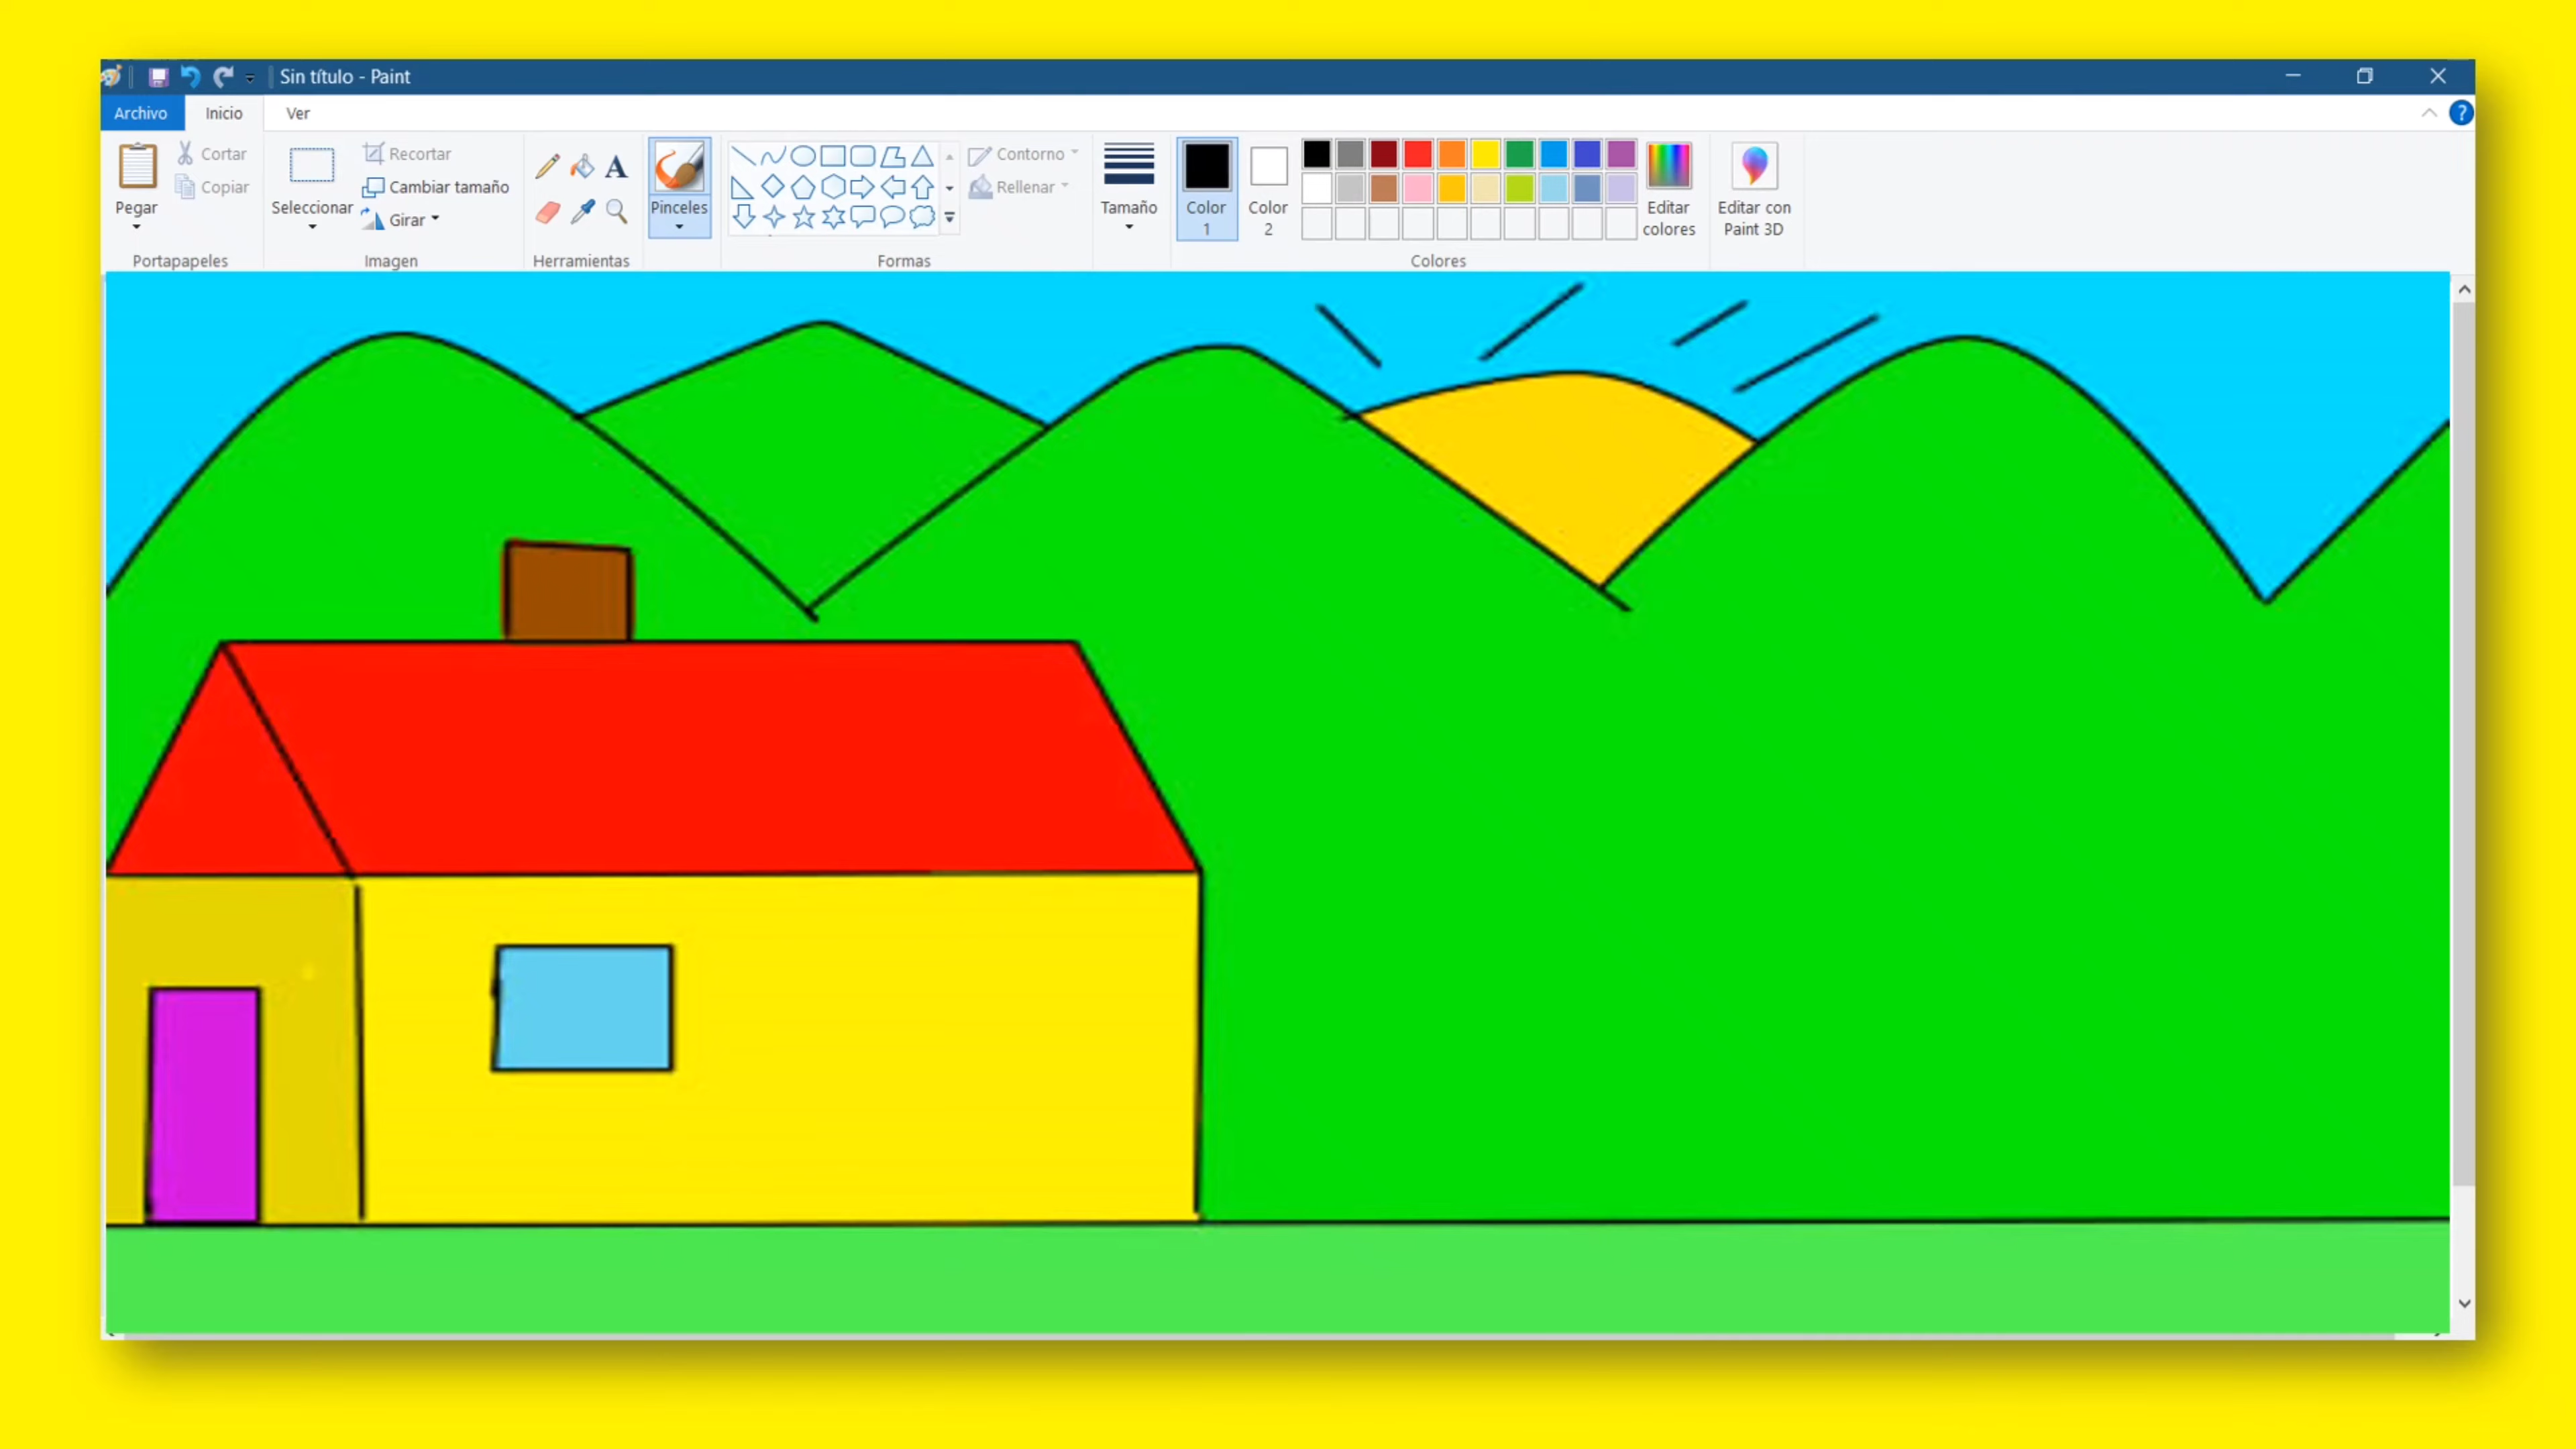 Sin título - Paint
Archivo Inicio Ver
Pegar
Cortar
Copiar
Portapapeles
Seleccionar
Recortar
Cambiar tamaño
Girar
Imagen
A
Herramientas
Pinceles
Contorno
Rellenar
Formas
Tamaño
Color
1
Color
2
Editar
colores
Colores
Editar con
Paint 3D
?